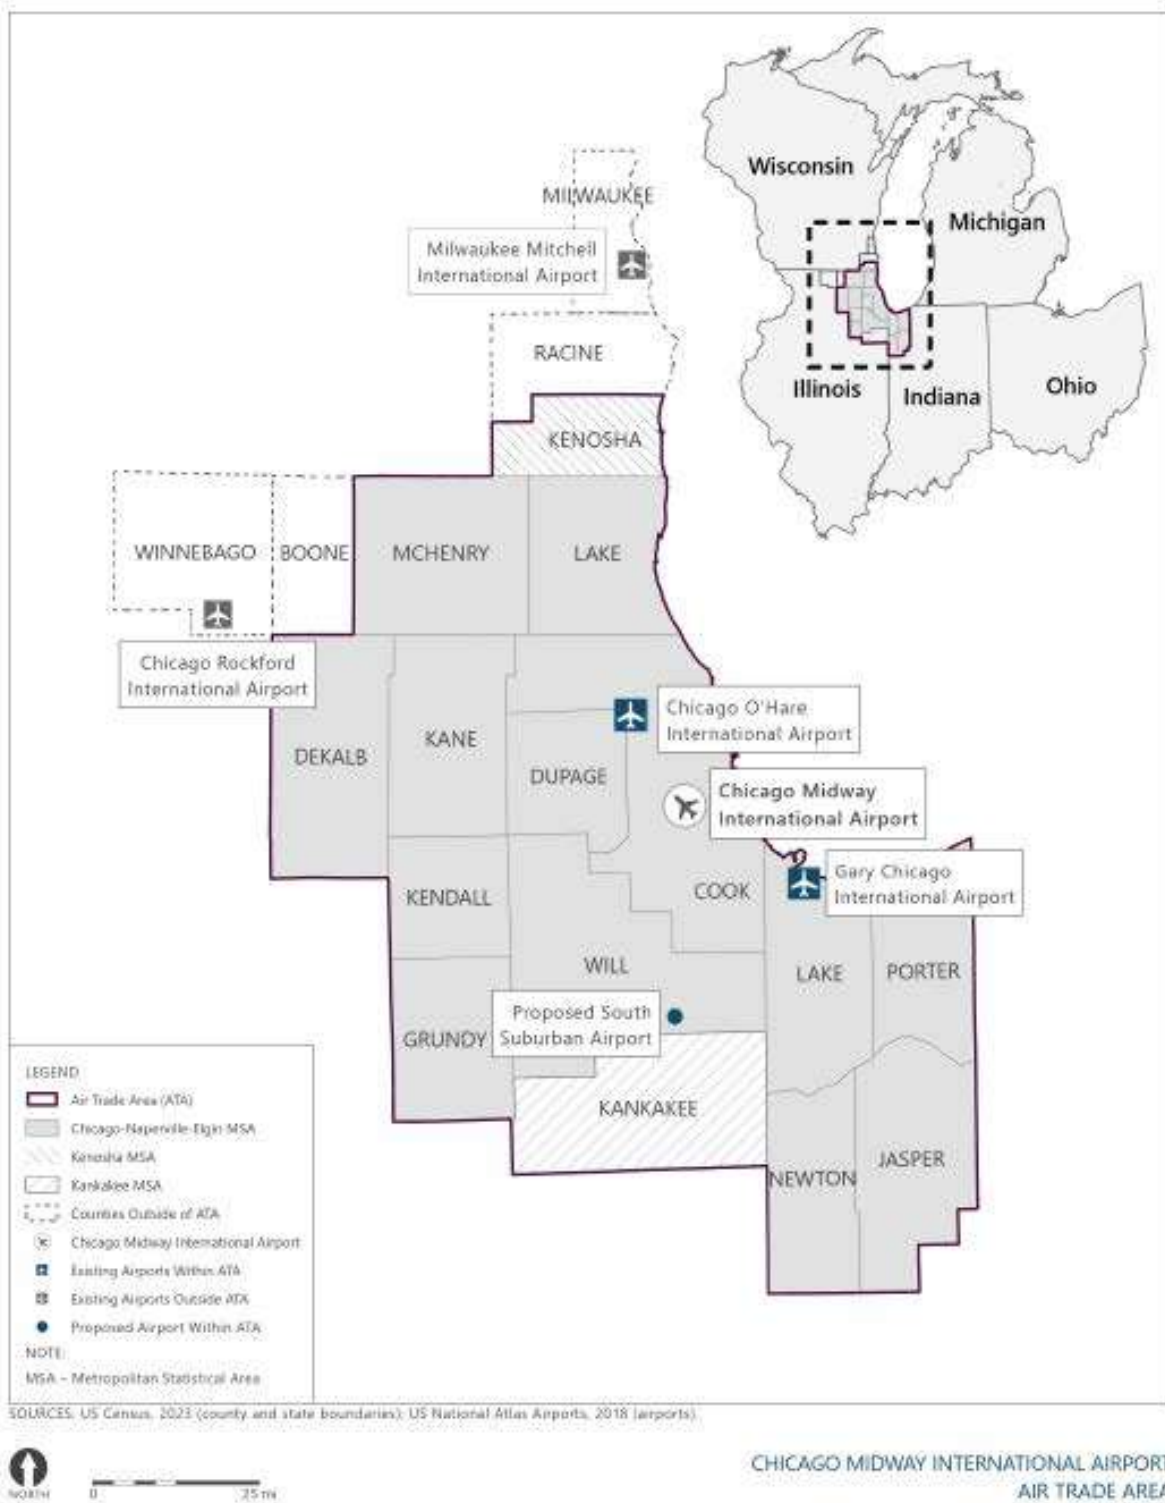 Wisconsin
Michigan
Illinois
Indiana
Ohio
MILWAUKEE
Milwaukee Mitchell
International Airport
RACINE
KENOSHA
WINNEBAGO
BOONE
MCHENRY
LAKE
Chicago Rockford
International Airport
DEKALB
KANE
DUPAGE
Chicago O'Hare
International Airport
Chicago Midway
International Airport
Gary Chicago
International Airport
KENDALL
COOK
WILL
LAKE
PORTER
GRUNDY
Proposed South
Suburban Airport
KANKAKEE
NEWTON
JASPER
LEGEND
Air Trade Area (ATA)
Chicago-Naperville-Elgin MSA
Kenosha MSA
Kankakee MSA
Counties Outside of ATA
Chicago Midway International Airport
Existing Airports Within ATA
Existing Airports Outside ATA
Proposed Airport Within ATA
NOTE:
MSA – Metropolitan Statistical Area
SOURCES: US Census, 2023 (county and state boundaries); US National Atlas Airports, 2018 (airports).
NORTH
0 25 mi
CHICAGO MIDWAY INTERNATIONAL AIRPORT
AIR TRADE AREA